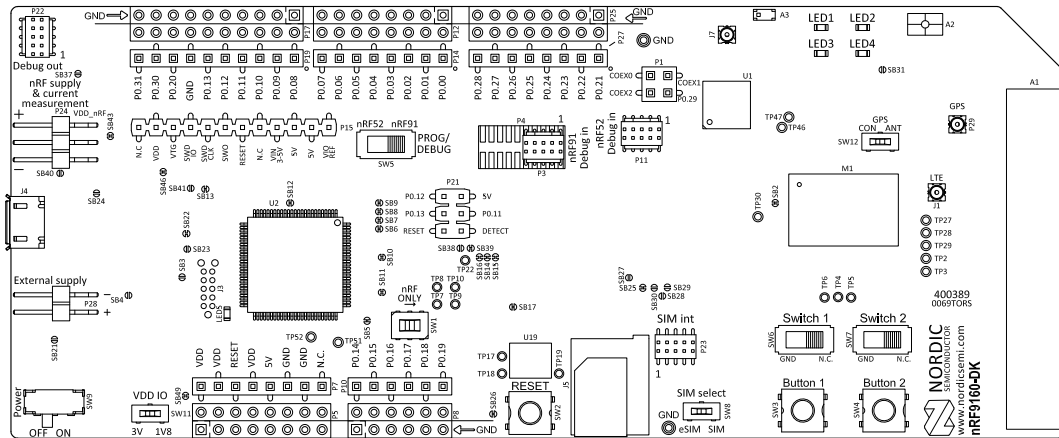 P22
1
Debug out
SB37
nRF supply
& current
measurement
P24
VDD_nRF
+
-
SB43
SB40
SB24
J4
External supply
P28
-
+
SB4
SB21
Power
SW9
OFF ON
GND
P17
P19
P0.31
P0.30
P0.20
GND
P0.13
P0.12
P0.11
P0.10
P0.09
P0.08
P12
P14
P0.07
P0.06
P0.05
P0.04
P0.03
P0.02
P0.01
P0.00
P25
GND
P27
P0.28
P0.27
P0.26
P0.25
P0.24
P0.23
P0.22
P0.21
GND
P15
N.C
VDD
VTG
SWD IO
SWD CLK
SWO
RESET
N.C
VIN 3-5V
5V
5V
VIO REF
nRF52 nRF91
PROG/
DEBUG
SW5
P4
1
P3
nRF91
Debug in
nRF52
Debug in
1
P11
P1
COEX0
COEX1
COEX2
P0.29
J7
A3
LED1 LED2
LED3 LED4
A2
SB31
U1
A1
TP47
TP46
GPS
CON ANT
SW12
GPS
P29
SB46
SB41
SB13
SB12
U2
SB22
SB23
SB3
J3
LED5
SB9
SB8
SB7
SB6
P21
P0.12 5V
P0.13 P0.11
RESET DETECT
SB38 SB39
SB10
SB11
TP22
SB16
SB14
SB15
TP8 TP10
TP7 TP9
nRF
ONLY
SW1
SB5
TP52
TP51
SB17
SB27
SB25
SB30
SB29
SB28
TP30
SB2
M1
LTE
J1
TP27
TP28
TP29
TP2
TP3
TP6 TP4 TP5
400389
0069TORS
VDD IO
SW11
3V 1V8
SB49
VDD
VDD
RESET
VDD
5V
GND
GND
N.C.
P7
P5
P10
P0.14
P0.15
P0.16
P0.17
P0.18
P0.19
P8
GND
SB26
TP17
TP18
U19
TP19
RESET
SW2
J5
SIM int
P23
1
SIM select
SW8
GND
eSIM SIM
Switch 1
SW6
GND N.C.
Switch 2
SW7
GND N.C.
Button 1
SW3
Button 2
SW4
NORDIC
SEMICONDUCTOR
www.nordicsemi.com
nRF9160-DK